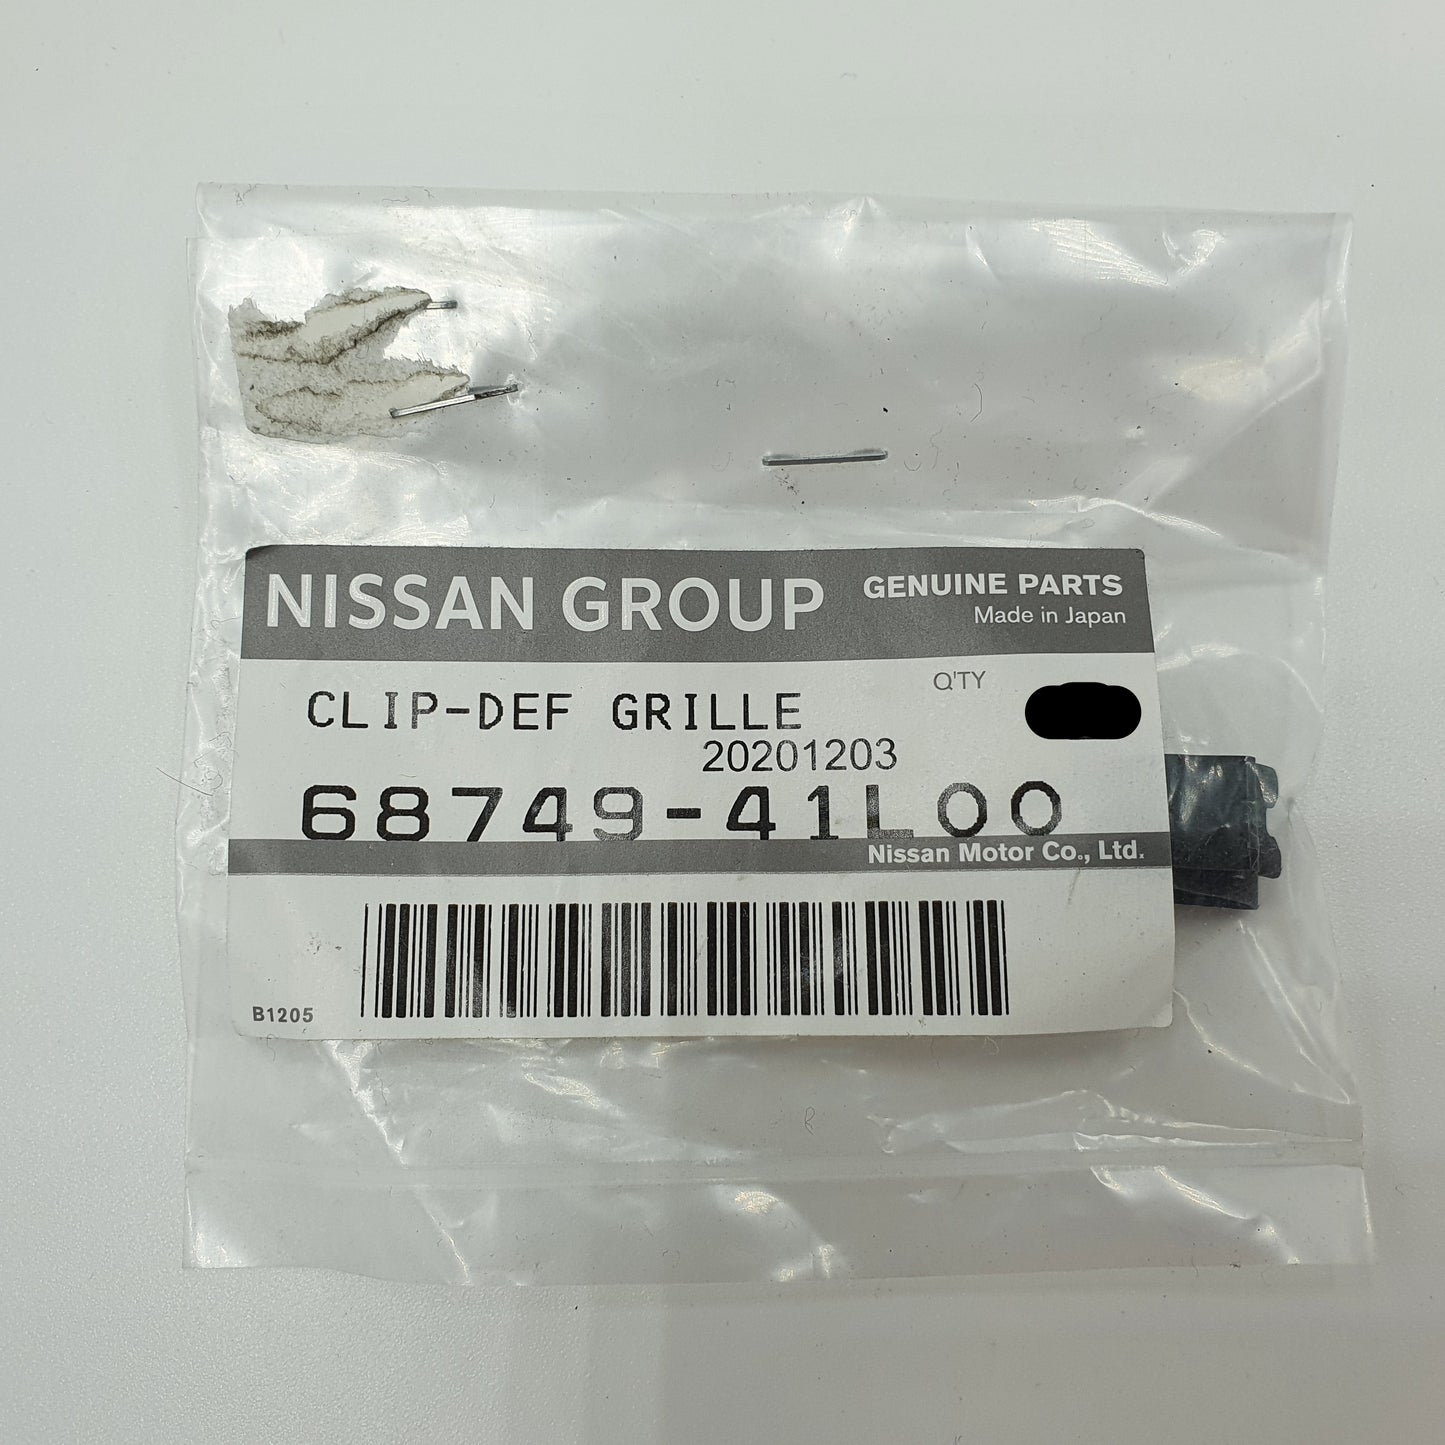 NISSAN GROUP
GENUINE PARTS
Made in Japan
Q'TY
CLIP-DEF GRILLE
20201203
68749-41L00
Nissan Motor Co., Ltd.
B1205